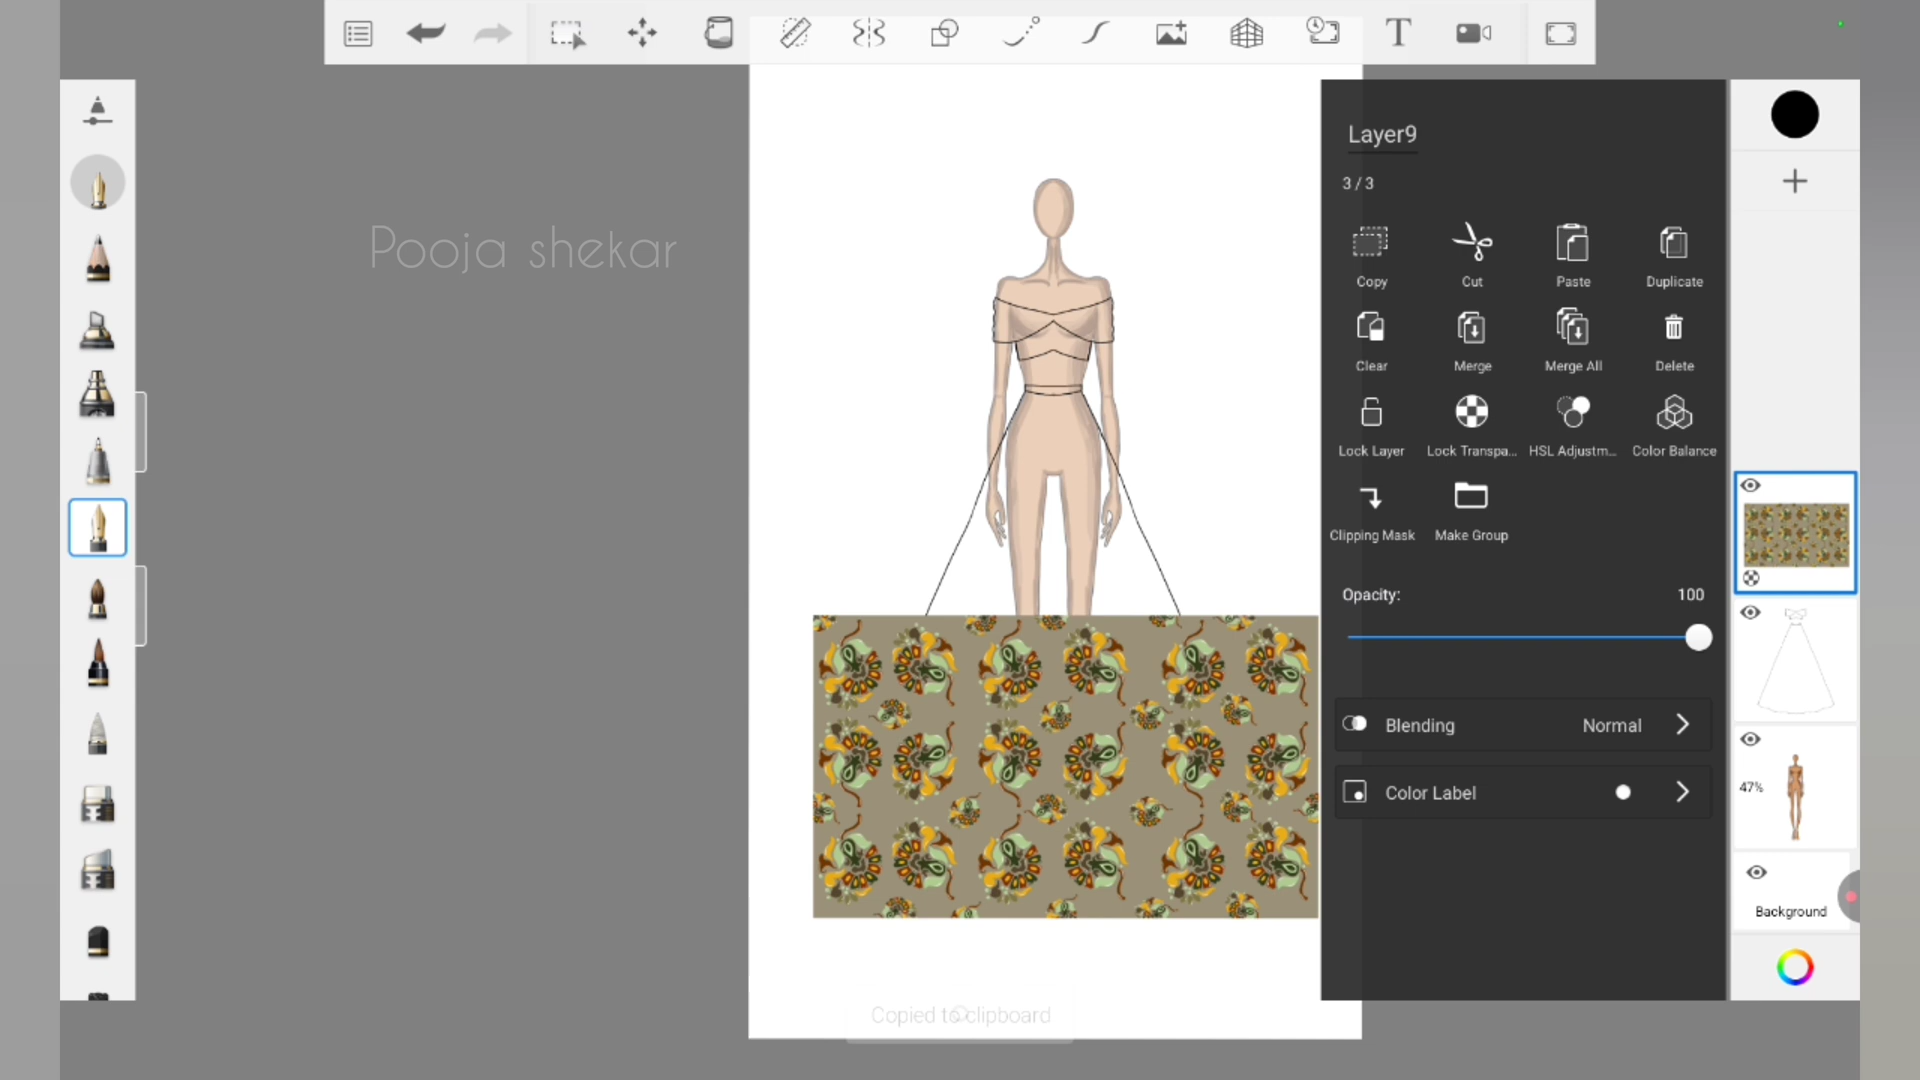 Pooja shekar
Layer9
3 / 3
Copy Cut Paste Duplicate
Clear Merge Merge All Delete
Lock Layer Lock Transpa... HSL Adjustm... Color Balance
Clipping Mask Make Group
Opacity: 100
Blending Normal
Color Label
47%
Background
Copied to clipboard
T